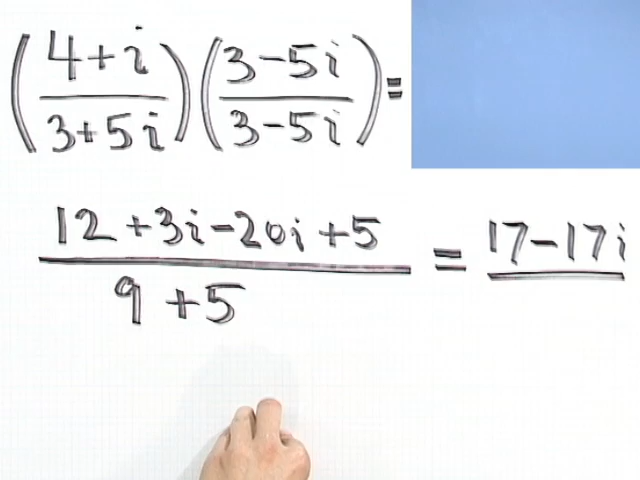 (4+i / 3+5i)(3-5i / 3-5i) =
12+3i-20i+5 / 9+5 = 17-17i